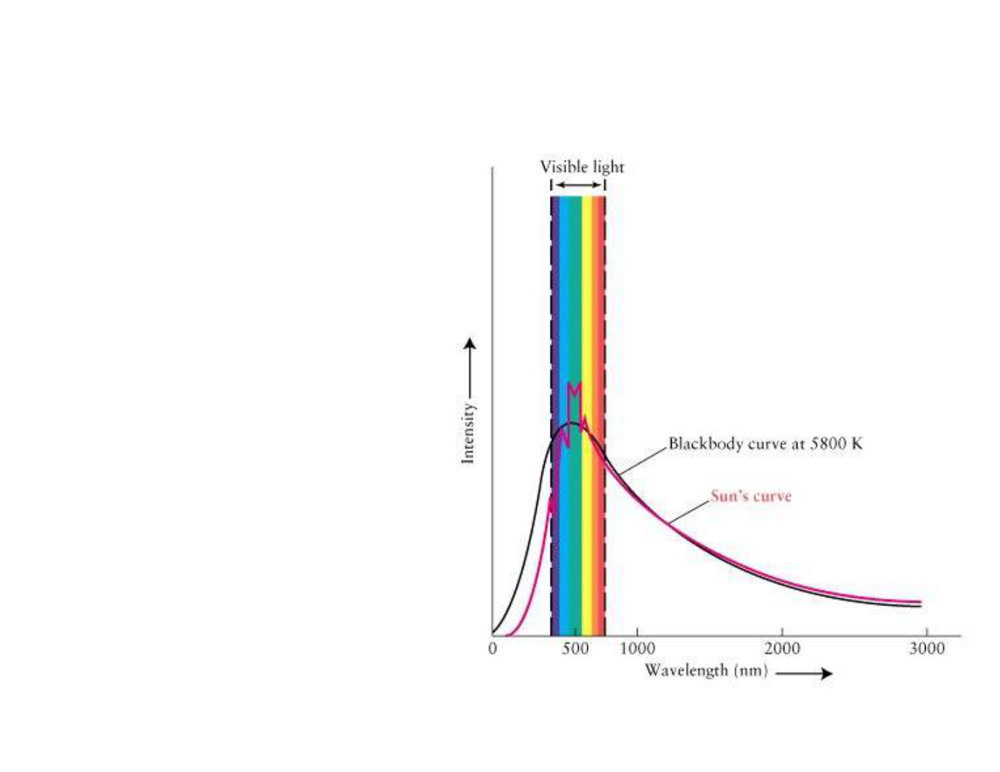 Visible light
Intensity
Blackbody curve at 5800 K
Sun's curve
0 500 1000 2000 3000
Wavelength (nm)